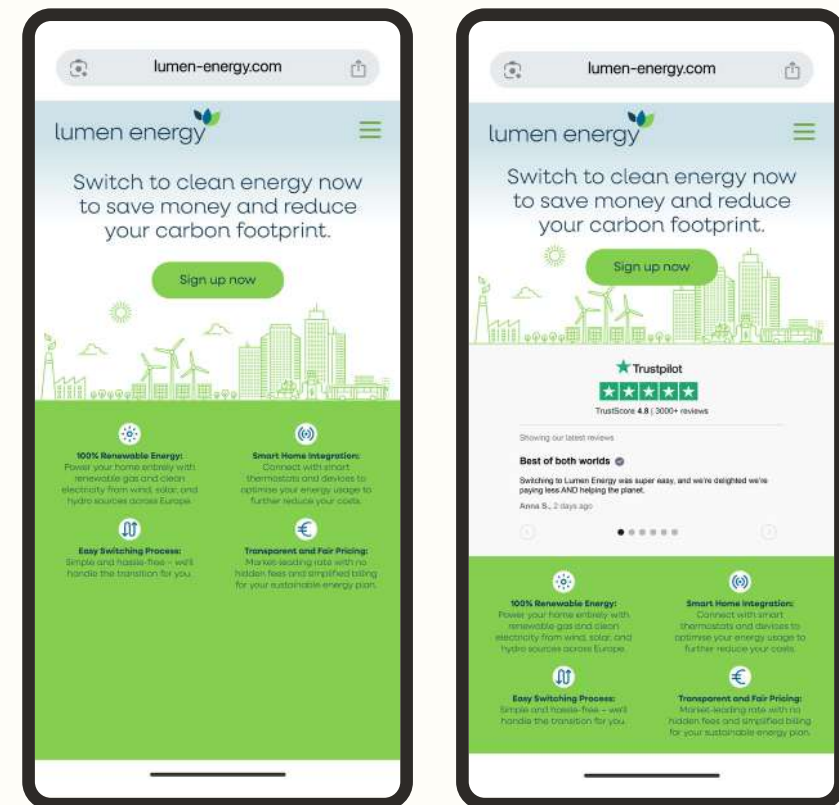 lumen-energy.com
lumen energy
Switch to clean energy now
to save money and reduce
your carbon footprint.
Sign up now
100% Renewable Energy:
Power your home entirely with
renewable gas and clean
electricity from wind, solar, and
hydro sources across Europe.
Smart Home Integration:
Connect with smart
thermostats and devices to
optimise your energy usage to
further reduce your costs.
Easy Switching Process:
Simple and hassle-free – we'll
handle the transition for you.
Transparent and Fair Pricing:
Market-leading rate with no
hidden fees and simplified billing
for your sustainable energy plan.
lumen-energy.com
lumen energy
Switch to clean energy now
to save money and reduce
your carbon footprint.
Sign up now
Trustpilot
TrustScore 4.8 | 3000+ reviews
Showing our latest reviews
Best of both worlds
Switching to Lumen Energy was super easy, and we're delighted we're
paying less AND helping the planet.
Anna S., 2 days ago
100% Renewable Energy:
Power your home entirely with
renewable gas and clean
electricity from wind, solar, and
hydro sources across Europe.
Smart Home Integration:
Connect with smart
thermostats and devices to
optimise your energy usage to
further reduce your costs.
Easy Switching Process:
Simple and hassle-free – we'll
handle the transition for you.
Transparent and Fair Pricing:
Market-leading rate with no
hidden fees and simplified billing
for your sustainable energy plan.